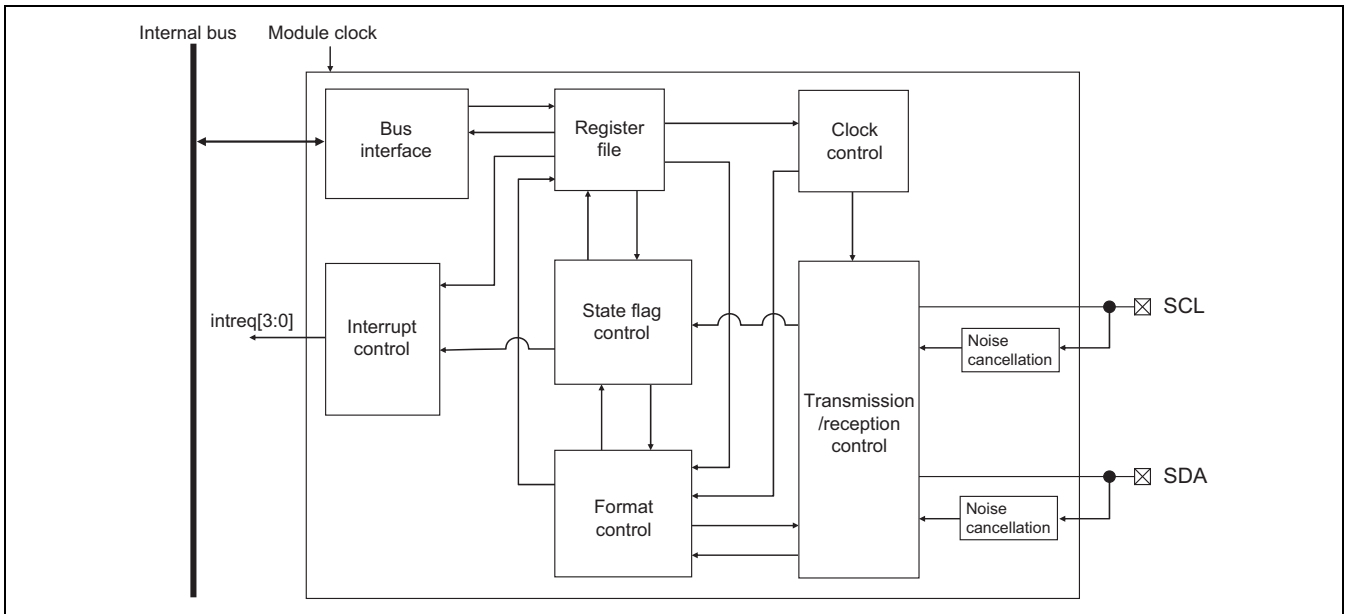 Internal bus
Module clock
Bus
interface
Register
file
Clock
control
intreq[3:0]
Interrupt
control
State flag
control
SCL
Noise
cancellation
Transmission
/reception
control
SDA
Format
control
Noise
cancellation